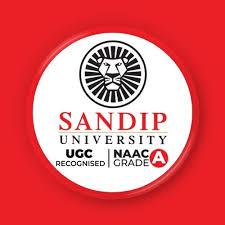 SANDIP
UNIVERSITY
UGC RECOGNISED | NAAC GRADE A